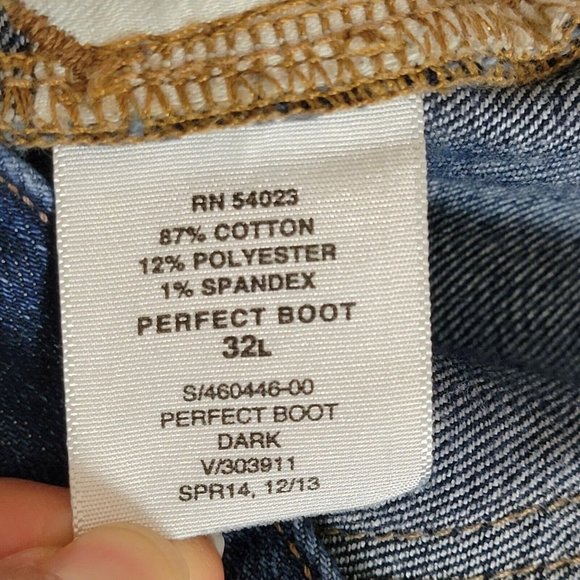 RN 54023
87% COTTON
12% POLYESTER
1% SPANDEX
PERFECT BOOT
32L
S/460446-00
PERFECT BOOT
DARK
V/303911
SPR14, 12/13